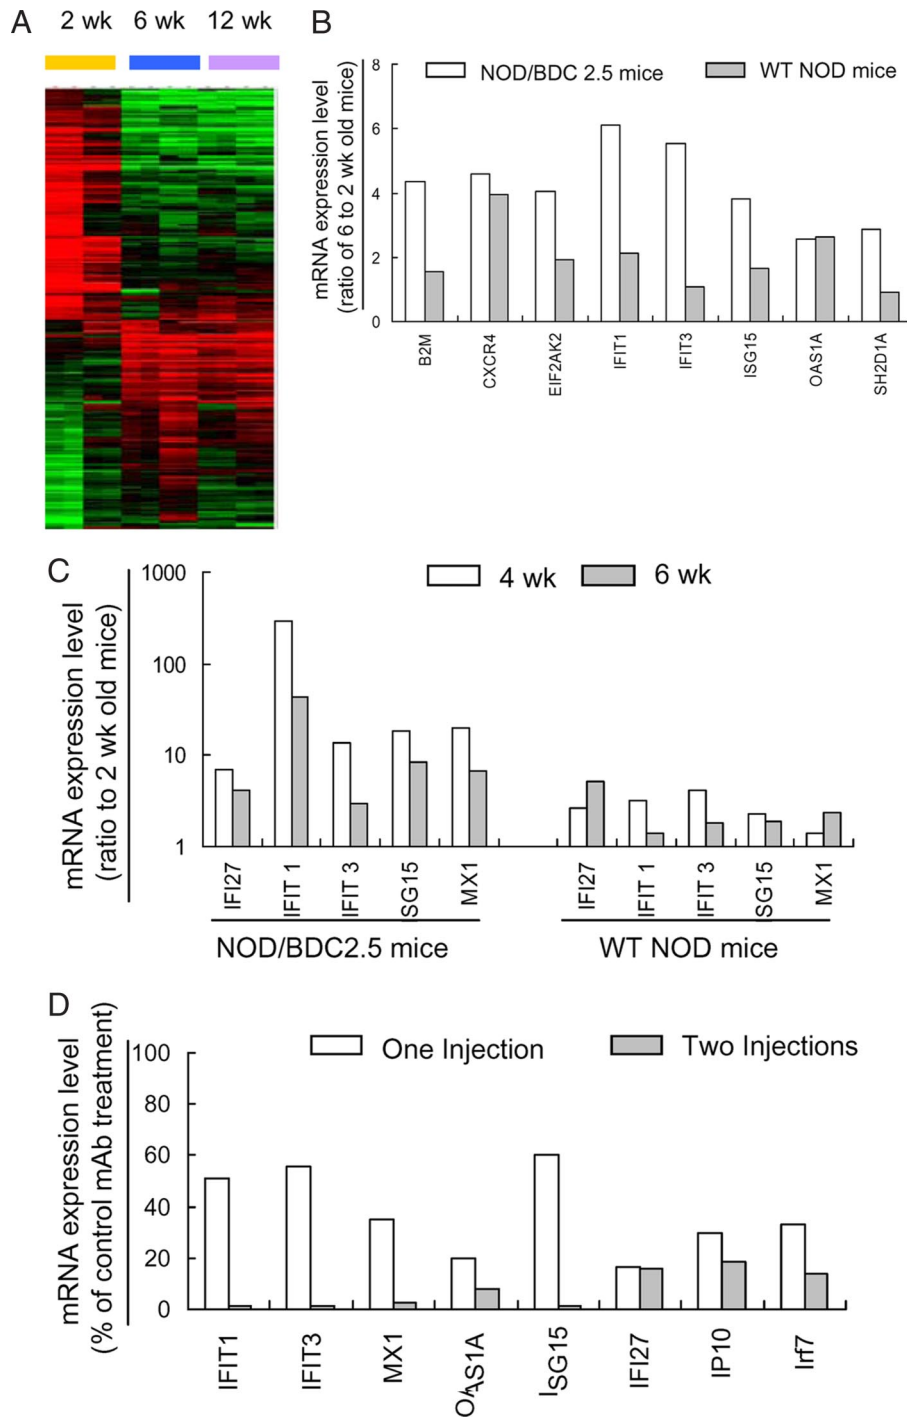 A
2 wk 6 wk 12 wk
B
mRNA expression level
(ratio of 6 to 2 wk old mice)
8
6
4
2
0
NOD/BDC 2.5 mice
WT NOD mice
B2M
CXCR4
EIF2AK2
IFIT1
IFIT3
ISG15
OAS1A
SH2D1A
C
mRNA expression level
(ratio to 2 wk old mice)
1000
100
10
1
4 wk
6 wk
IFI27
IFIT 1
IFIT 3
ISG15
MX1
IFI27
IFIT 1
IFIT 3
ISG15
MX1
NOD/BDC2.5 mice
WT NOD mice
D
mRNA expression level
(% of control mAb treatment)
100
80
60
40
20
0
One Injection
Two Injections
IFIT1
IFIT3
MX1
OAAS1A
ISG15
IFI27
IP10
Irf7